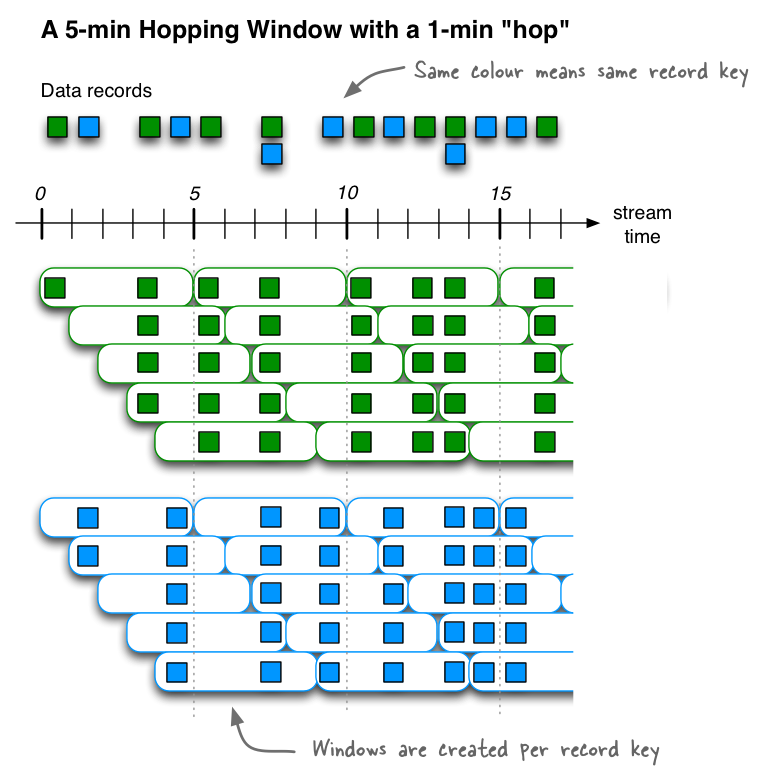 A 5-min Hopping Window with a 1-min "hop"
Same colour means same record key
Data records
0 5 10 15
stream
time
Windows are created per record key